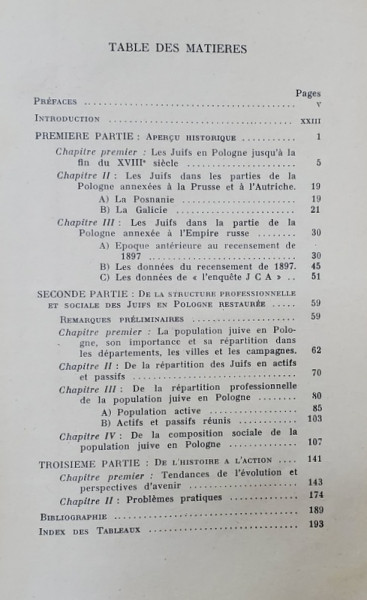 TABLE DES MATIERES
Pages
PRÉFACES .......... V
INTRODUCTION .......... XXIII
PREMIERE PARTIE : APERÇU HISTORIQUE .......... 1
Chapitre premier : Les Juifs en Pologne jusqu'à la
fin du XVIIIe siècle .......... 5
Chapitre II : Les Juifs dans les parties de la
Pologne annexées à la Prusse et à l'Autriche. 19
A) La Posnanie .......... 19
B) La Galicie .......... 21
Chapitre III : Les Juifs dans la partie de la
Pologne annexée à l'Empire russe .......... 30
A) Epoque antérieure au recensement de
1897 .......... 30
B) Les données du recensement de 1897. 45
C) Les données de « l'enquête J C A » .. 51
SECONDE PARTIE : DE LA STRUCTURE PROFESSIONNELLE
ET SOCIALE DES JUIFS EN POLOGNE RESTAURÉE ..... 59
REMARQUES PRÉLIMINAIRES .......... 59
Chapitre premier : La population juive en Polo-
gne, son importance et sa répartition dans
les départements, les villes et les campagnes. 62
Chapitre II : De la répartition des Juifs en actifs
et passifs .......... 70
Chapitre III : De la répartition professionnelle
de la population juive en Pologne .......... 80
A) Population active .......... 85
B) Actifs et passifs réunis .......... 103
Chapitre IV : De la composition sociale de la
population juive en Pologne .......... 107
TROISIEME PARTIE : DE L'HISTOIRE A L'ACTION .... 141
Chapitre premier : Tendances de l'évolution et
perspectives d'avenir .......... 143
Chapitre II : Problèmes pratiques .......... 174
BIBLIOGRAPHIE .......... 189
INDEX DES TABLEAUX .......... 193